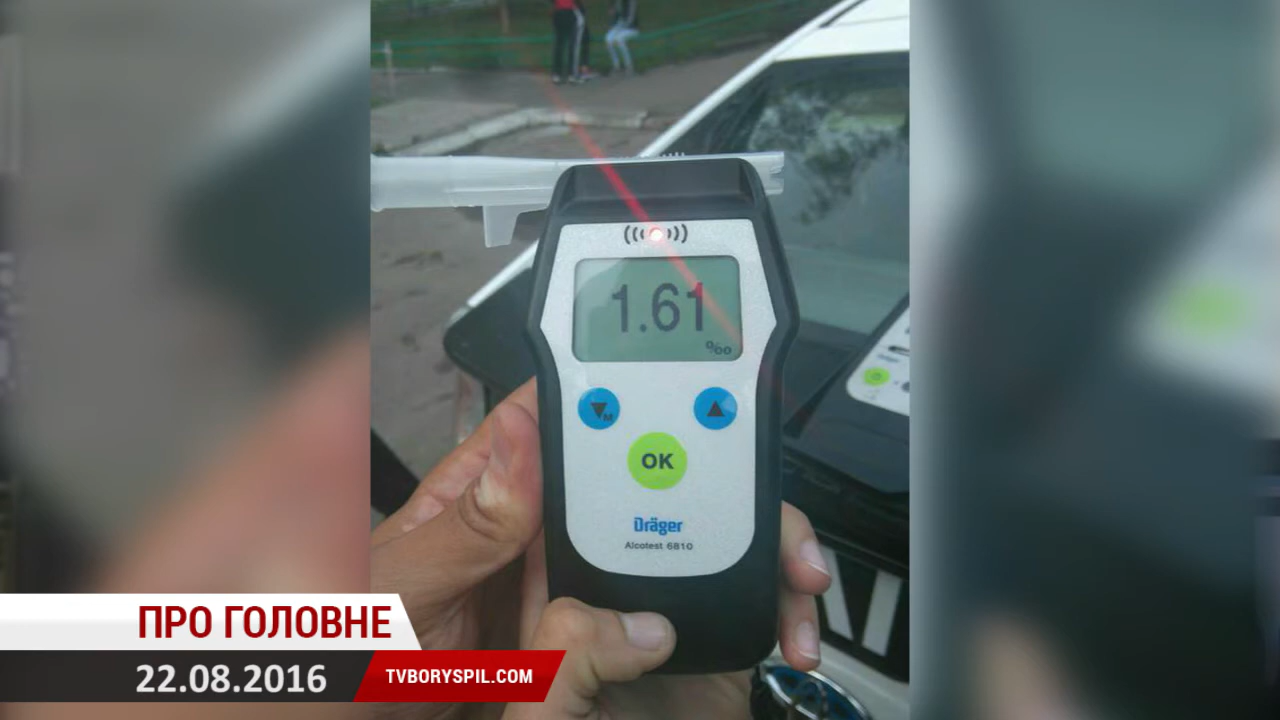 1.61
‰
M
OK
Dräger
Alcotest 6810
ПРО ГОЛОВНЕ
22.08.2016
TVBORYSPIL.COM